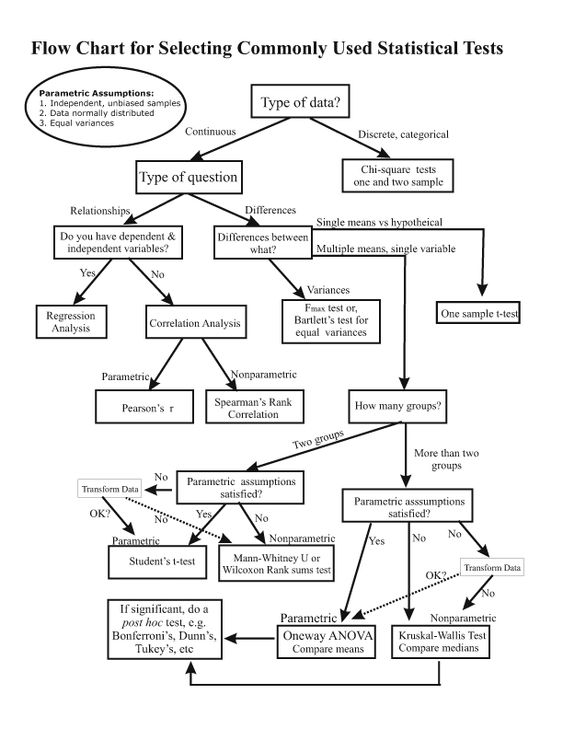 Flow Chart for Selecting Commonly Used Statistical Tests
Parametric Assumptions:
1. Independent, unbiased samples
2. Data normally distributed
3. Equal variances
Type of data?
Continuous
Discrete, categorical
Type of question
Chi-square tests
one and two sample
Relationships
Differences
Do you have dependent &
independent variables?
Differences between
what?
Single means vs hypotheical
Multiple means, single variable
Yes
No
Variances
Regression
Analysis
Correlation Analysis
Fmax test or,
Bartlett's test for
equal variances
One sample t-test
Parametric
Nonparametric
Pearson's r
Spearman's Rank
Correlation
How many groups?
Two groups
More than two
groups
Parametric assumptions
satisfied?
No
Transform Data
OK?
No
Yes
No
Parametric
Nonparametric
Student's t-test
Mann-Whitney U or
Wilcoxon Rank sums test
Parametric asssumptions
satisfied?
Yes
No
No
Transform Data
OK?
No
Parametric
Nonparametric
If significant, do a
post hoc test, e.g.
Bonferroni's, Dunn's,
Tukey's, etc
Oneway ANOVA
Compare means
Kruskal-Wallis Test
Compare medians